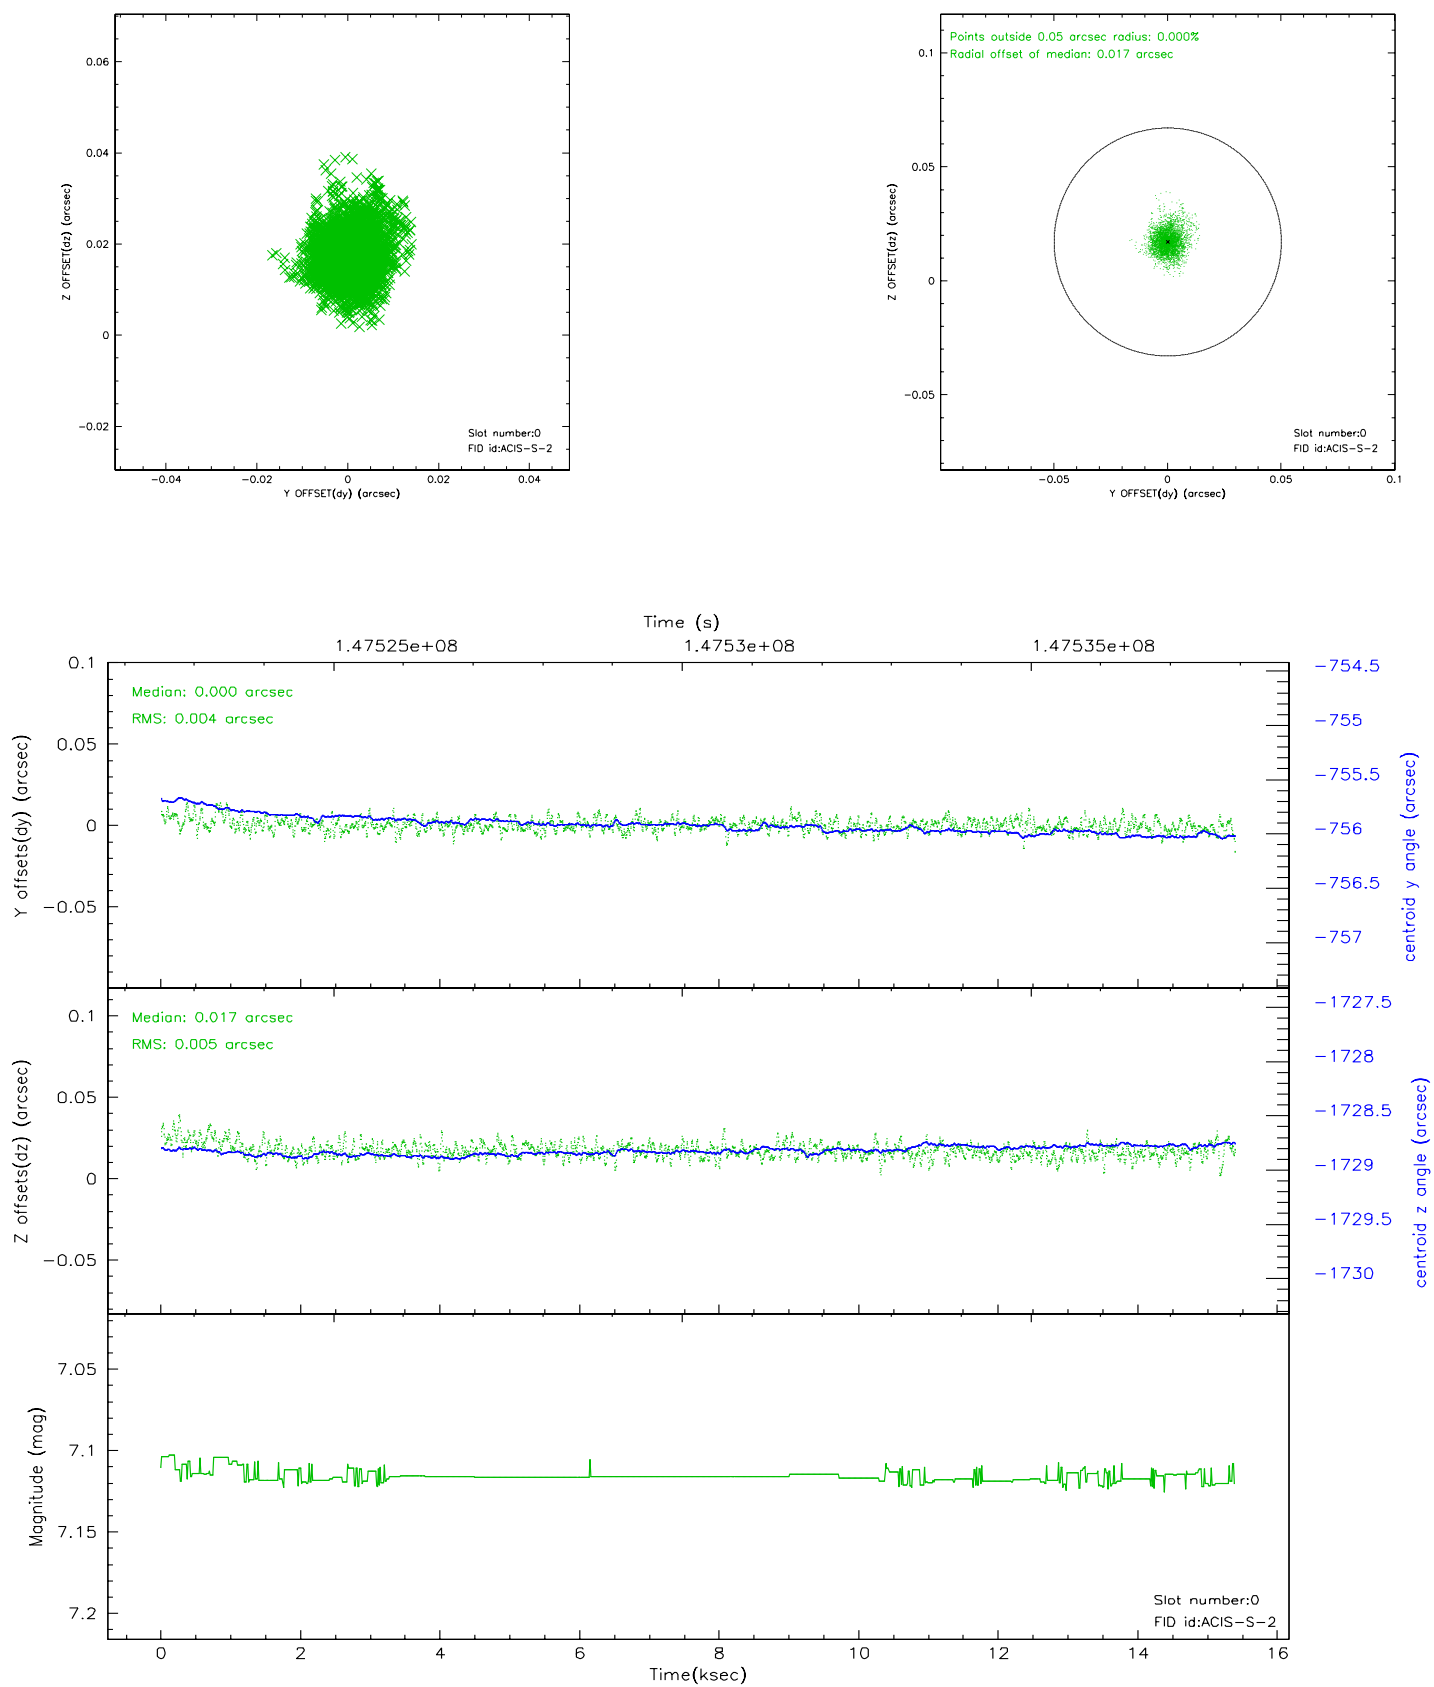 0.06
0.04
0.02
0
−0.02
Z OFFSET(dz) (arcsec)
Slot number:0
FID id:ACIS−S−2
−0.04
−0.02
0
0.02
0.04
Y OFFSET(dy) (arcsec)
Points outside 0.05 arcsec radius: 0.000%
Radial offset of median: 0.017 arcsec
0.1
0.05
0
−0.05
Z OFFSET(dz) (arcsec)
Slot number:0
FID id:ACIS−S−2
−0.05
0
0.05
0.1
Y OFFSET(dy) (arcsec)
Time (s)
1.47525e+08
1.4753e+08
1.47535e+08
Median: 0.000 arcsec
RMS: 0.004 arcsec
0.1
0.05
0
−0.05
Y offsets(dy) (arcsec)
−754.5
−755
−755.5
−756
−756.5
−757
centroid y angle (arcsec)
Median: 0.017 arcsec
RMS: 0.005 arcsec
0.1
0.05
0
−0.05
Z offsets(dz) (arcsec)
−1727.5
−1728
−1728.5
−1729
−1729.5
−1730
centroid z angle (arcsec)
7.05
7.1
7.15
7.2
Magnitude (mag)
Slot number:0
FID id:ACIS−S−2
0
2
4
6
8
10
12
14
16
Time(ksec)